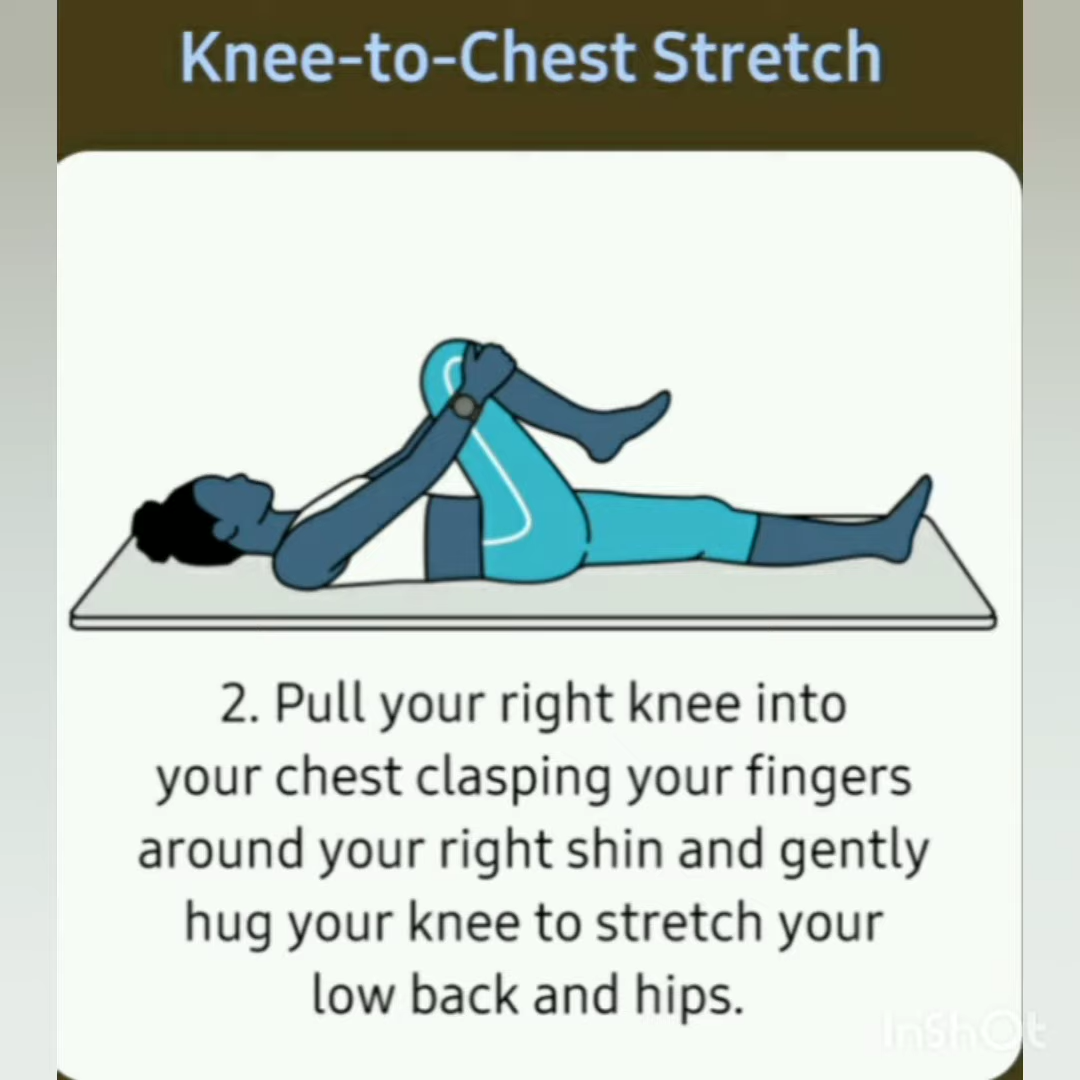 Knee-to-Chest Stretch
2. Pull your right knee into
your chest clasping your fingers
around your right shin and gently
hug your knee to stretch your
low back and hips.
InShOt